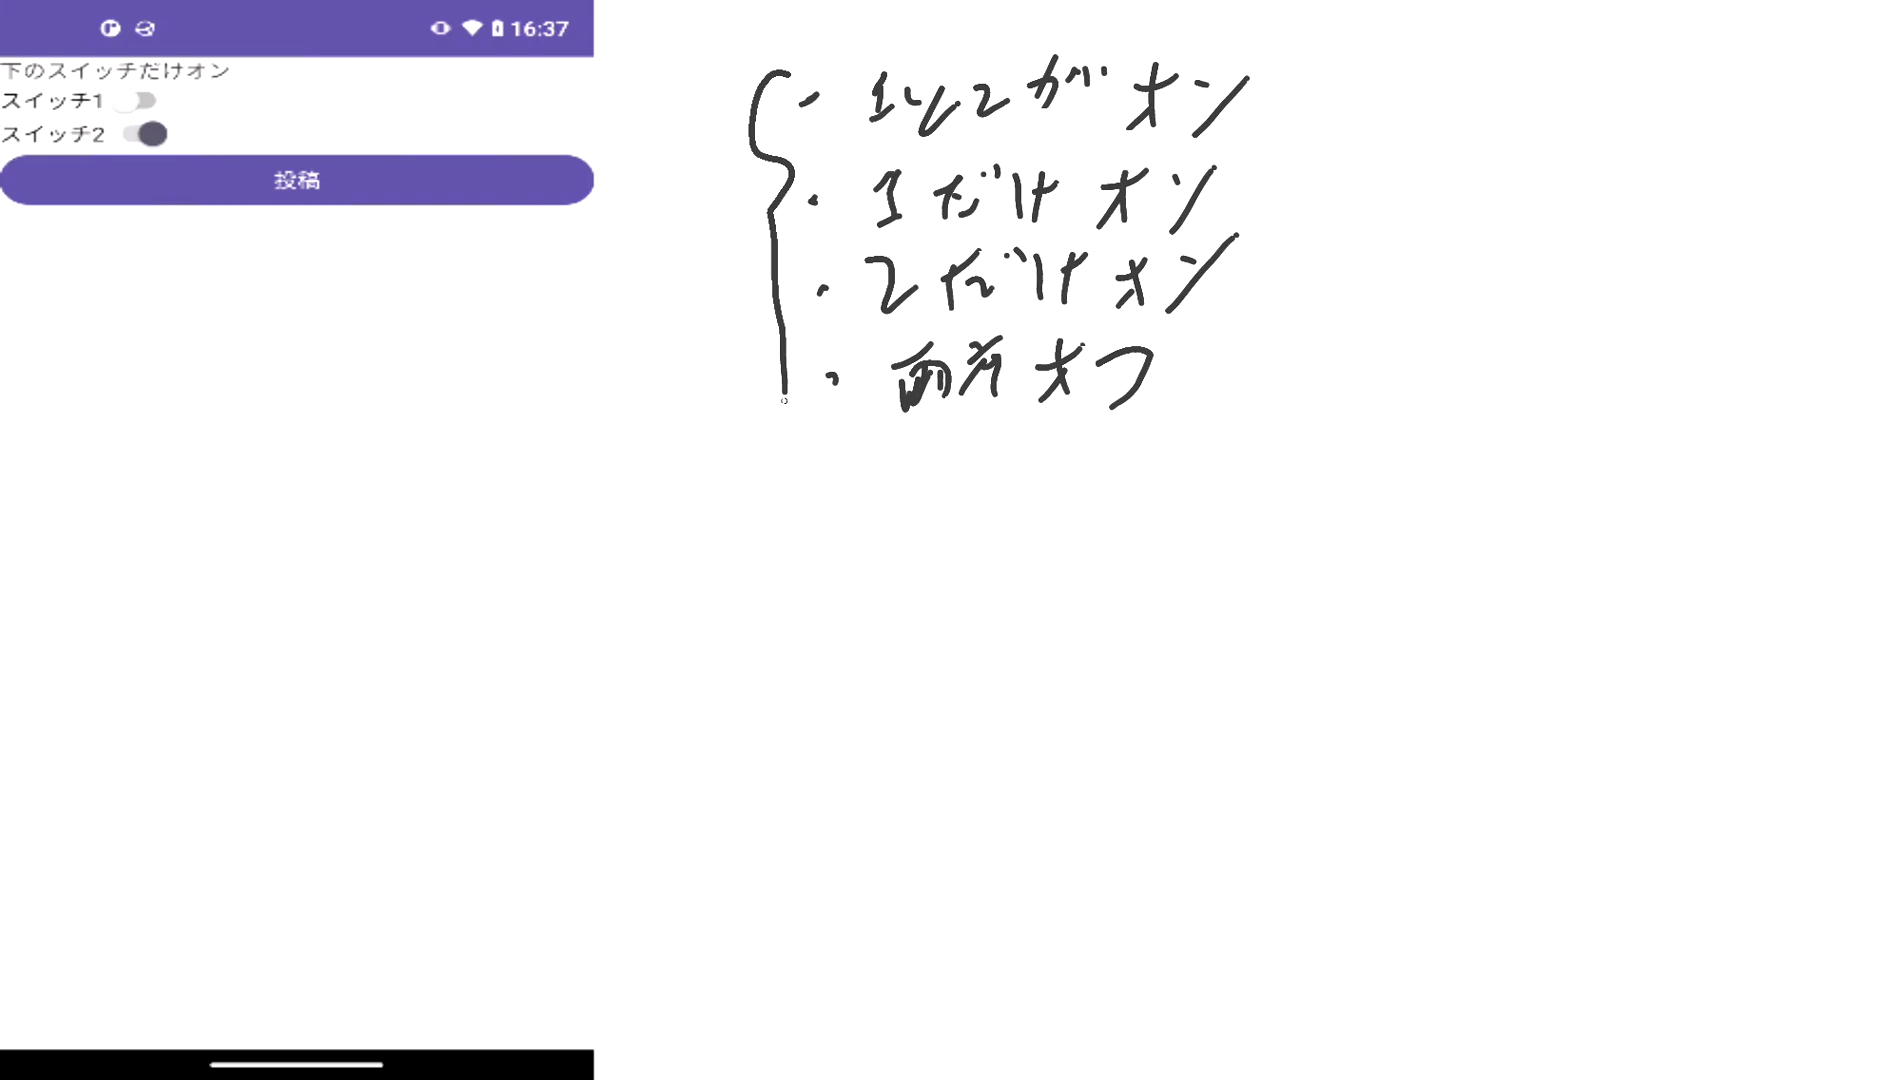 16:37
下のスイッチだけオン
スイッチ1
スイッチ2
投稿
・1と2がオン
・1だけオン
・2だけオン
・両方オフ